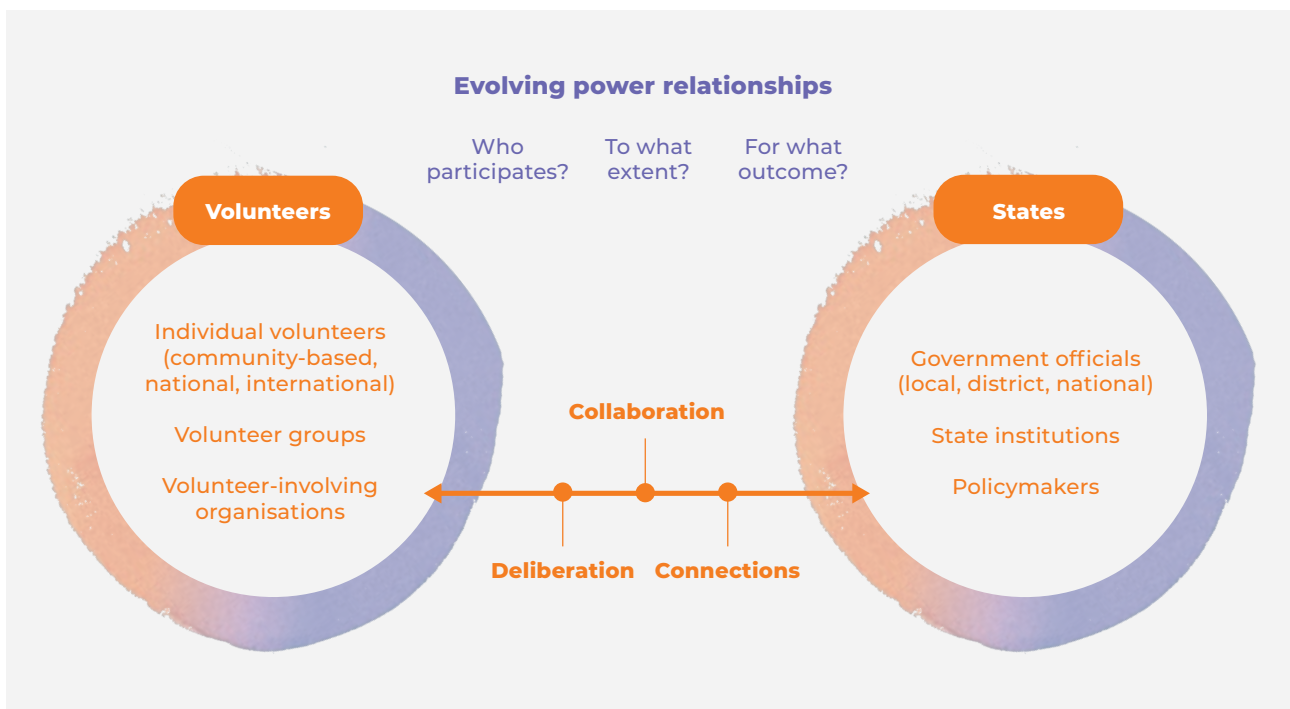 Evolving power relationships
Who
participates?
To what
extent?
For what
outcome?
Volunteers
Individual volunteers
(community-based,
national, international)
Volunteer groups
Volunteer-involving
organisations
Collaboration
Deliberation
Connections
States
Government officials
(local, district, national)
State institutions
Policymakers